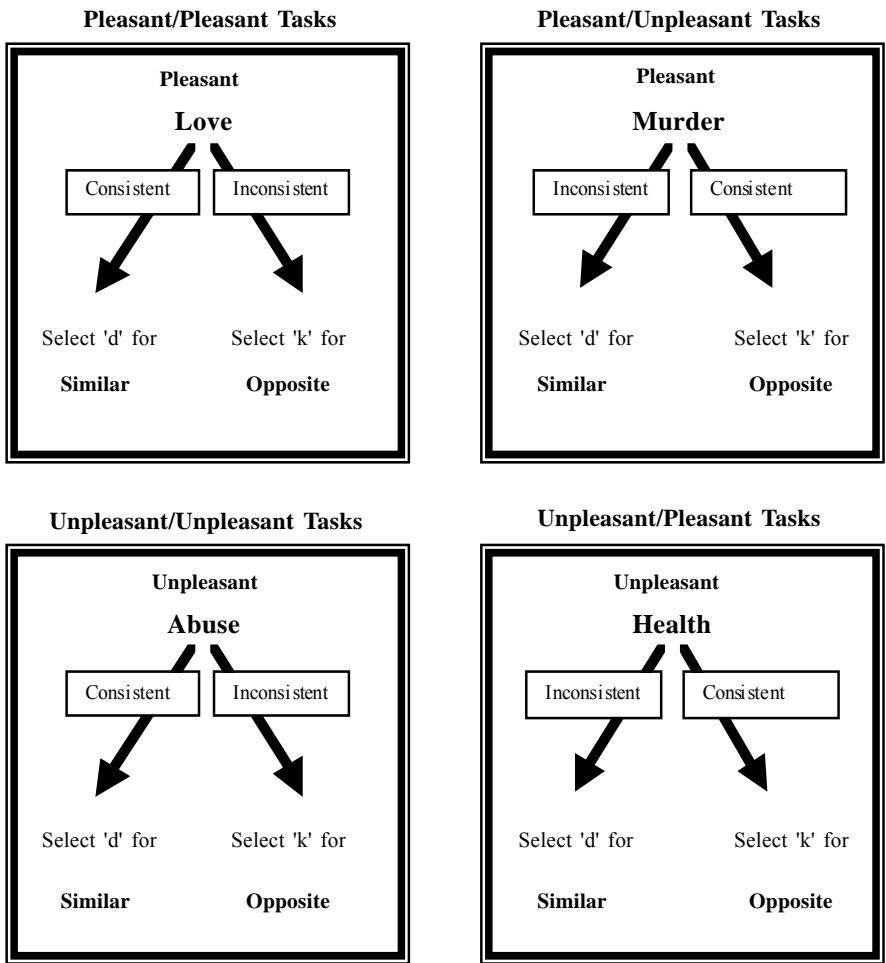 Pleasant/Pleasant Tasks
Pleasant
Love
Consistent
Inconsistent
Select 'd' for
Select 'k' for
Similar
Opposite
Pleasant/Unpleasant Tasks
Pleasant
Murder
Inconsistent
Consistent
Select 'd' for
Select 'k' for
Similar
Opposite
Unpleasant/Unpleasant Tasks
Unpleasant
Abuse
Consistent
Inconsistent
Select 'd' for
Select 'k' for
Similar
Opposite
Unpleasant/Pleasant Tasks
Unpleasant
Health
Inconsistent
Consistent
Select 'd' for
Select 'k' for
Similar
Opposite